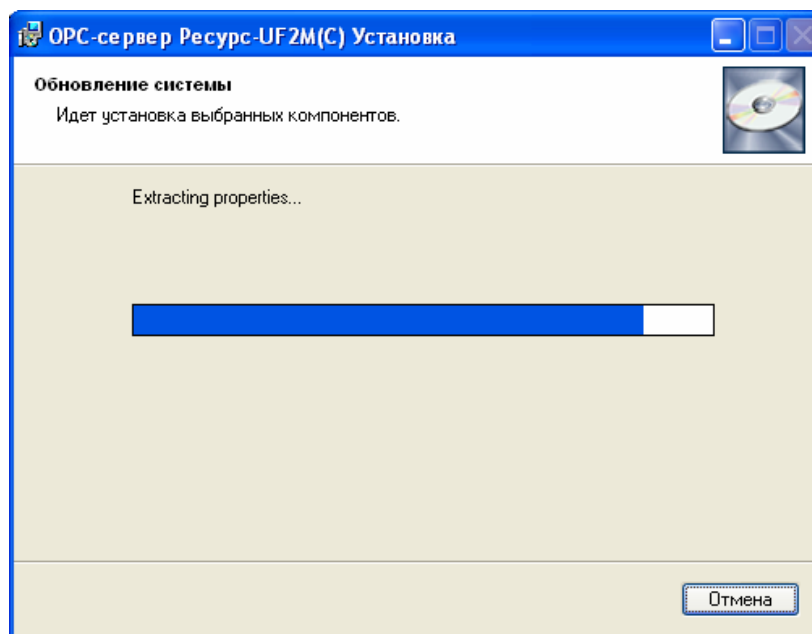 OPC-сервер Ресурс-UF2M(C) Установка
Обновление системы
Идет установка выбранных компонентов.
Extracting properties...
Отмена